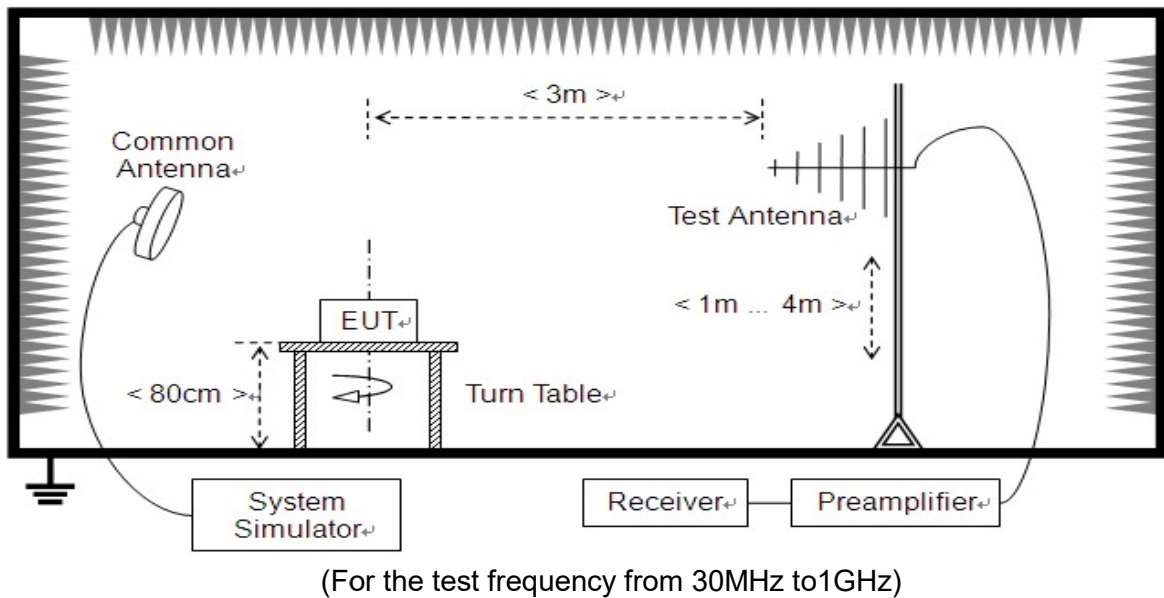 < 3m >↵
Common
Antenna↵
Test Antenna↵
< 1m ... 4m >↵
EUT↵
< 80cm >↵
Turn Table↵
System
Simulator↵
Receiver↵
Preamplifier↵
(For the test frequency from 30MHz to1GHz)